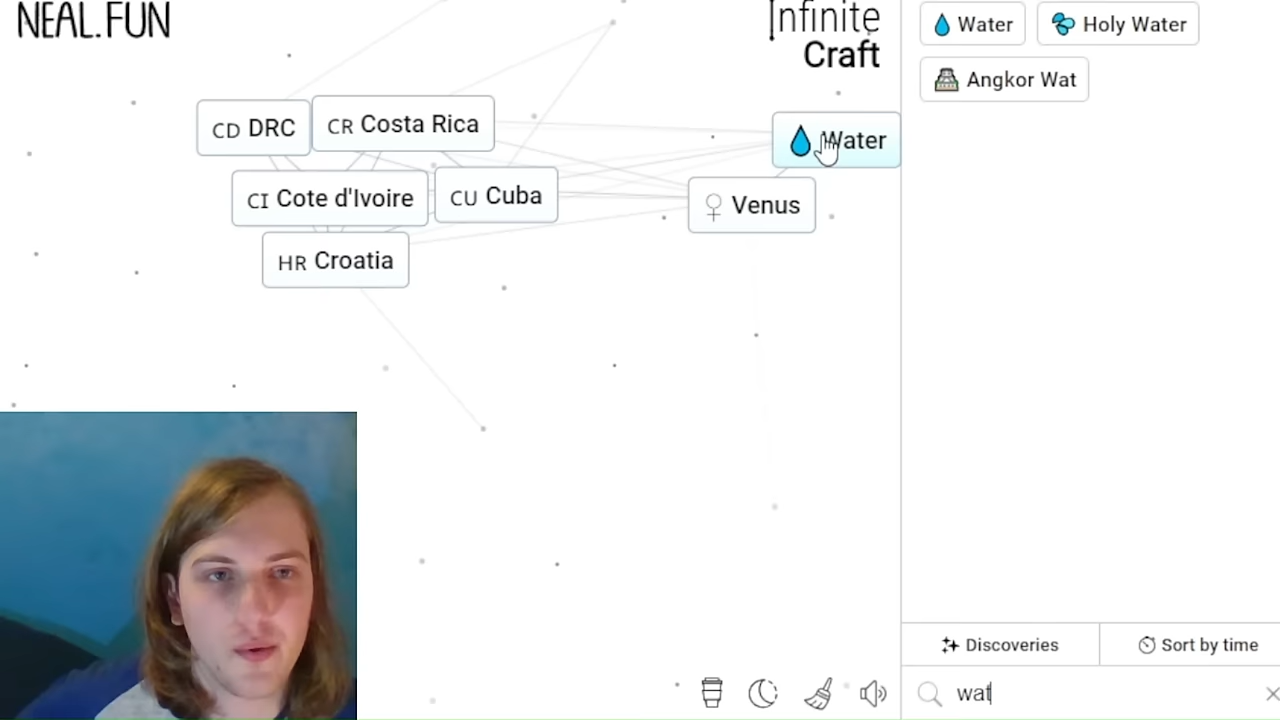 NEAL.FUN
Infinite
Craft
CD DRC
CR Costa Rica
CI Cote d'Ivoire
CU Cuba
HR Croatia
Water
Venus
Water
Holy Water
Angkor Wat
Discoveries
Sort by time
wat